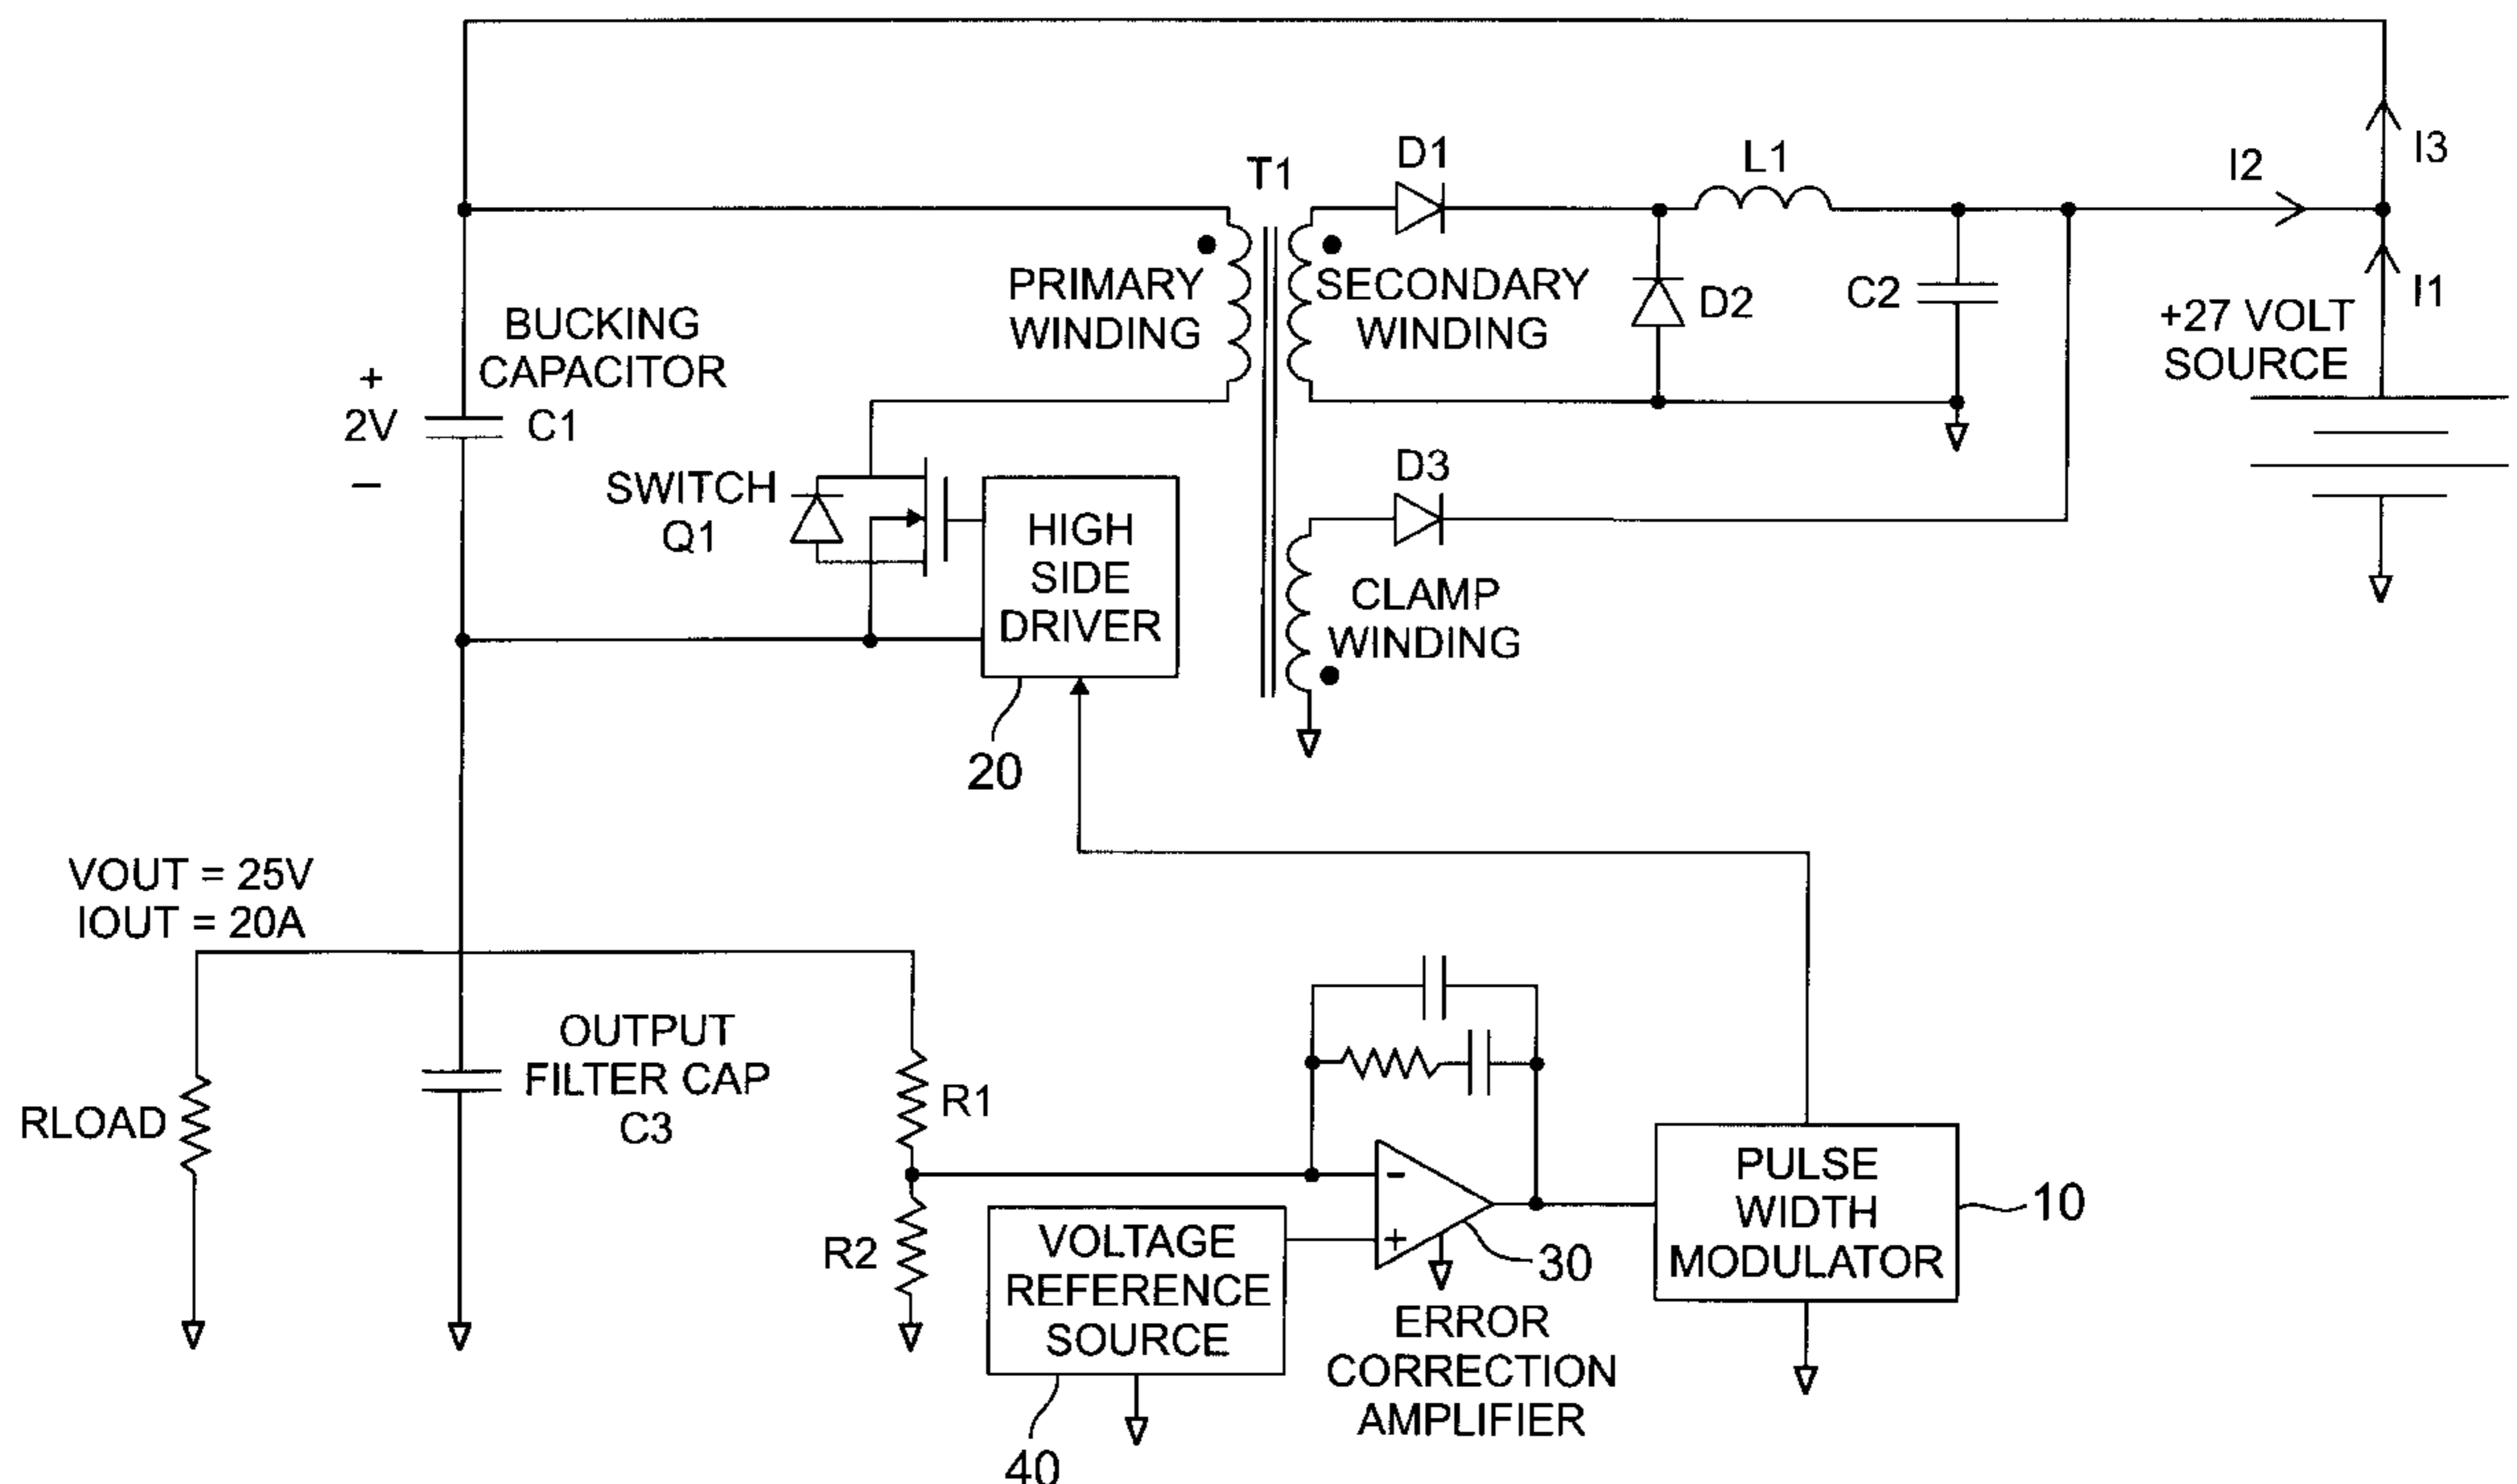 I3
I2
I1
T1
D1
L1
PRIMARY
WINDING
SECONDARY
WINDING
D2
C2
+27 VOLT
SOURCE
BUCKING
CAPACITOR
+
2V
−
C1
SWITCH
Q1
HIGH
SIDE
DRIVER
D3
CLAMP
WINDING
20
VOUT = 25V
IOUT = 20A
OUTPUT
FILTER CAP
C3
RLOAD
R1
R2
VOLTAGE
REFERENCE
SOURCE
-
+
30
ERROR
CORRECTION
AMPLIFIER
PULSE
WIDTH
MODULATOR
10
40